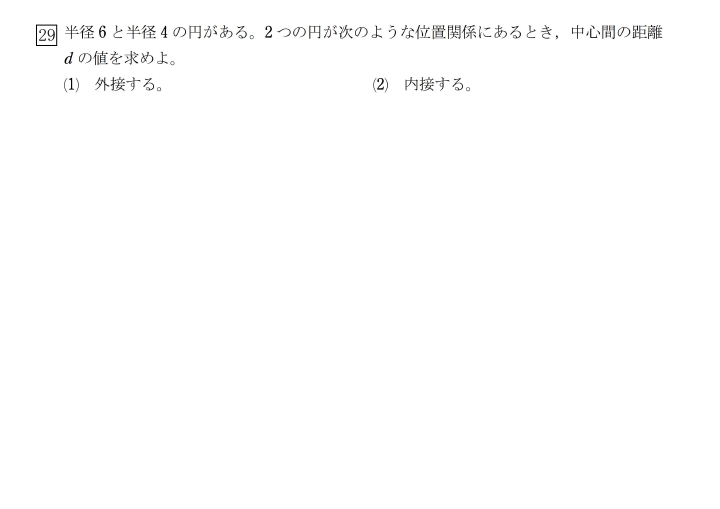 29 半径 6 と半径 4 の円がある。2 つの円が次のような位置関係にあるとき，中心間の距離
d の値を求めよ。
(1) 外接する。 (2) 内接する。